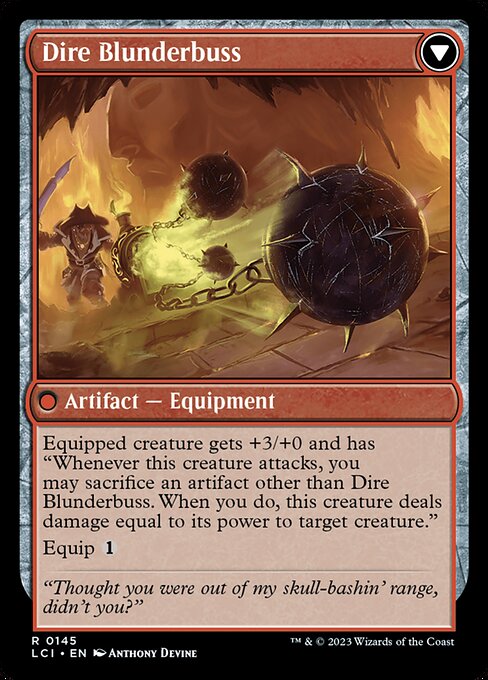 Dire Blunderbuss
Artifact — Equipment
Equipped creature gets +3/+0 and has
“Whenever this creature attacks, you
may sacrifice an artifact other than Dire
Blunderbuss. When you do, this creature deals
damage equal to its power to target creature.”
Equip 1
“Thought you were out of my skull-bashin’ range,
didn’t you?”
R 0145
LCI • EN ANTHONY DEVINE
™ & © 2023 Wizards of the Coast